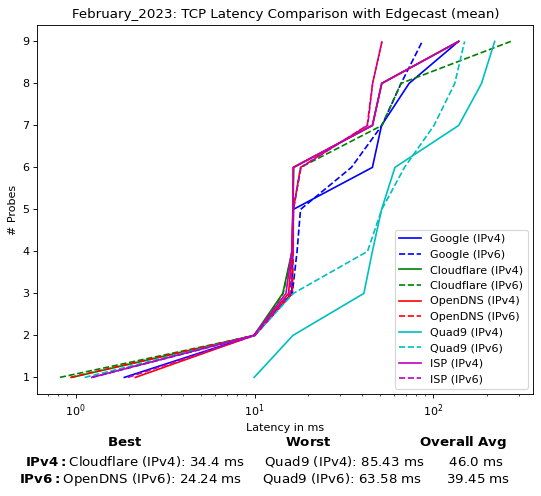 February_2023: TCP Latency Comparison with Edgecast (mean)
9
8
7
6
5
4
3
2
1
# Probes
Google (IPv4)
Google (IPv6)
Cloudflare (IPv4)
Cloudflare (IPv6)
OpenDNS (IPv4)
OpenDNS (IPv6)
Quad9 (IPv4)
Quad9 (IPv6)
ISP (IPv4)
ISP (IPv6)
10⁰ 10¹ 10²
Latency in ms
Best Worst Overall Avg
IPv4: Cloudflare (IPv4): 34.4 ms Quad9 (IPv4): 85.43 ms 46.0 ms
IPv6: OpenDNS (IPv6): 24.24 ms Quad9 (IPv6): 63.58 ms 39.45 ms